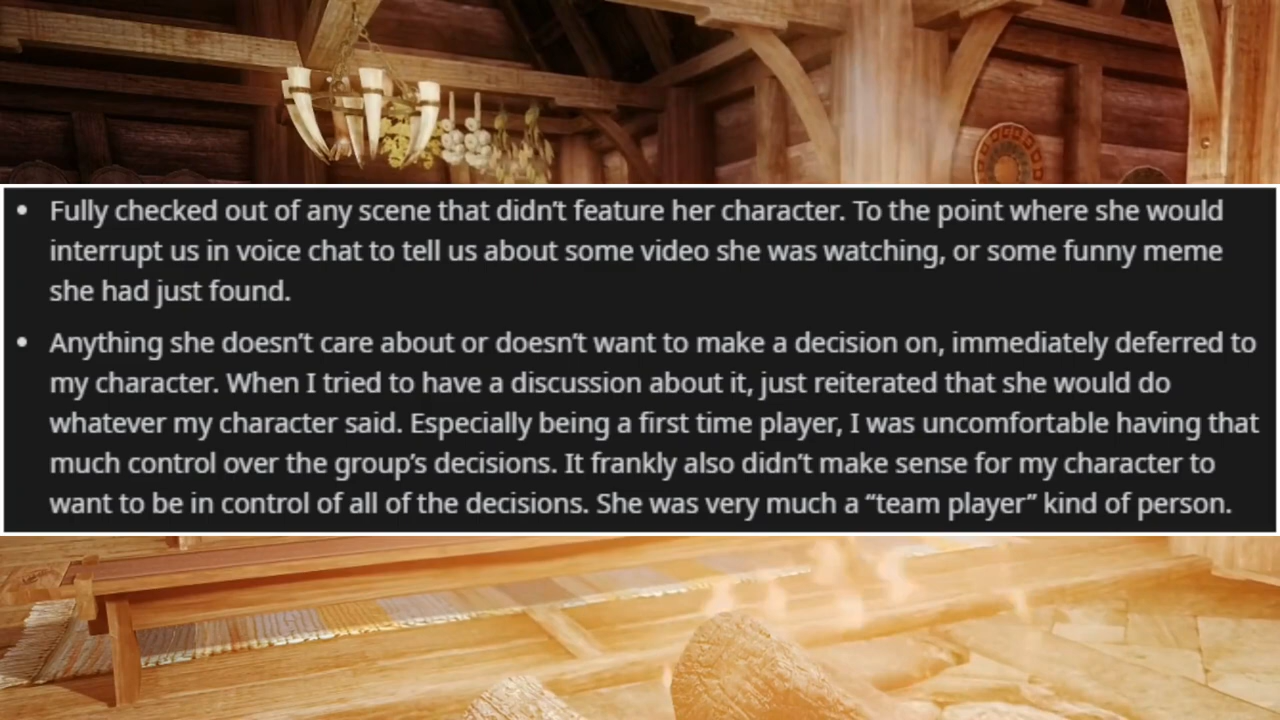 • Fully checked out of any scene that didn’t feature her character. To the point where she would
interrupt us in voice chat to tell us about some video she was watching, or some funny meme
she had just found.
• Anything she doesn’t care about or doesn’t want to make a decision on, immediately deferred to
my character. When I tried to have a discussion about it, just reiterated that she would do
whatever my character said. Especially being a first time player, I was uncomfortable having that
much control over the group’s decisions. It frankly also didn’t make sense for my character to
want to be in control of all of the decisions. She was very much a “team player” kind of person.